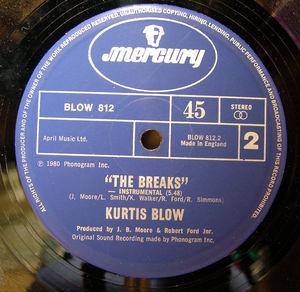 ALL RIGHTS OF THE PRODUCER AND OF THE OWNER OF THE WORK REPRODUCED RESERVED. UNAUTHORISED COPYING, HIRING, LENDING, PUBLIC PERFORMANCE AND BROADCASTING OF THIS RECORD PROHIBITED.
mercury
BLOW 812
45
STEREO
April Music Ltd.
BLOW 812.2
Made in England
2
℗ 1980 Phonogram Inc.
"THE BREAKS"
— INSTRUMENTAL (5.48)
(J. Moore/L. Smith/K. Walker/R. Ford/R. Simmons)
KURTIS BLOW
Produced by J. B. Moore & Robert Ford Jnr.
Original Sound Recording made by Phonogram Inc.